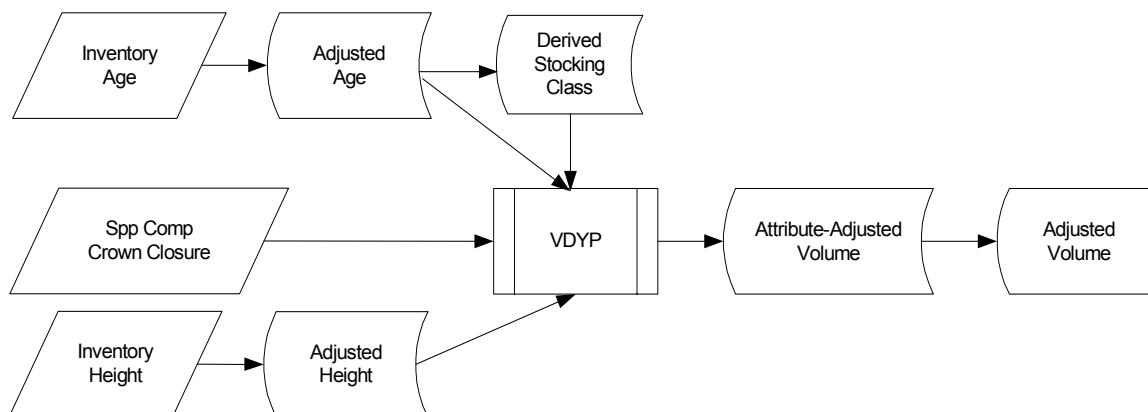 Inventory
Age
Adjusted
Age
Derived
Stocking
Class
Spp Comp
Crown Closure
VDYP
Attribute-Adjusted
Volume
Adjusted
Volume
Inventory
Height
Adjusted
Height